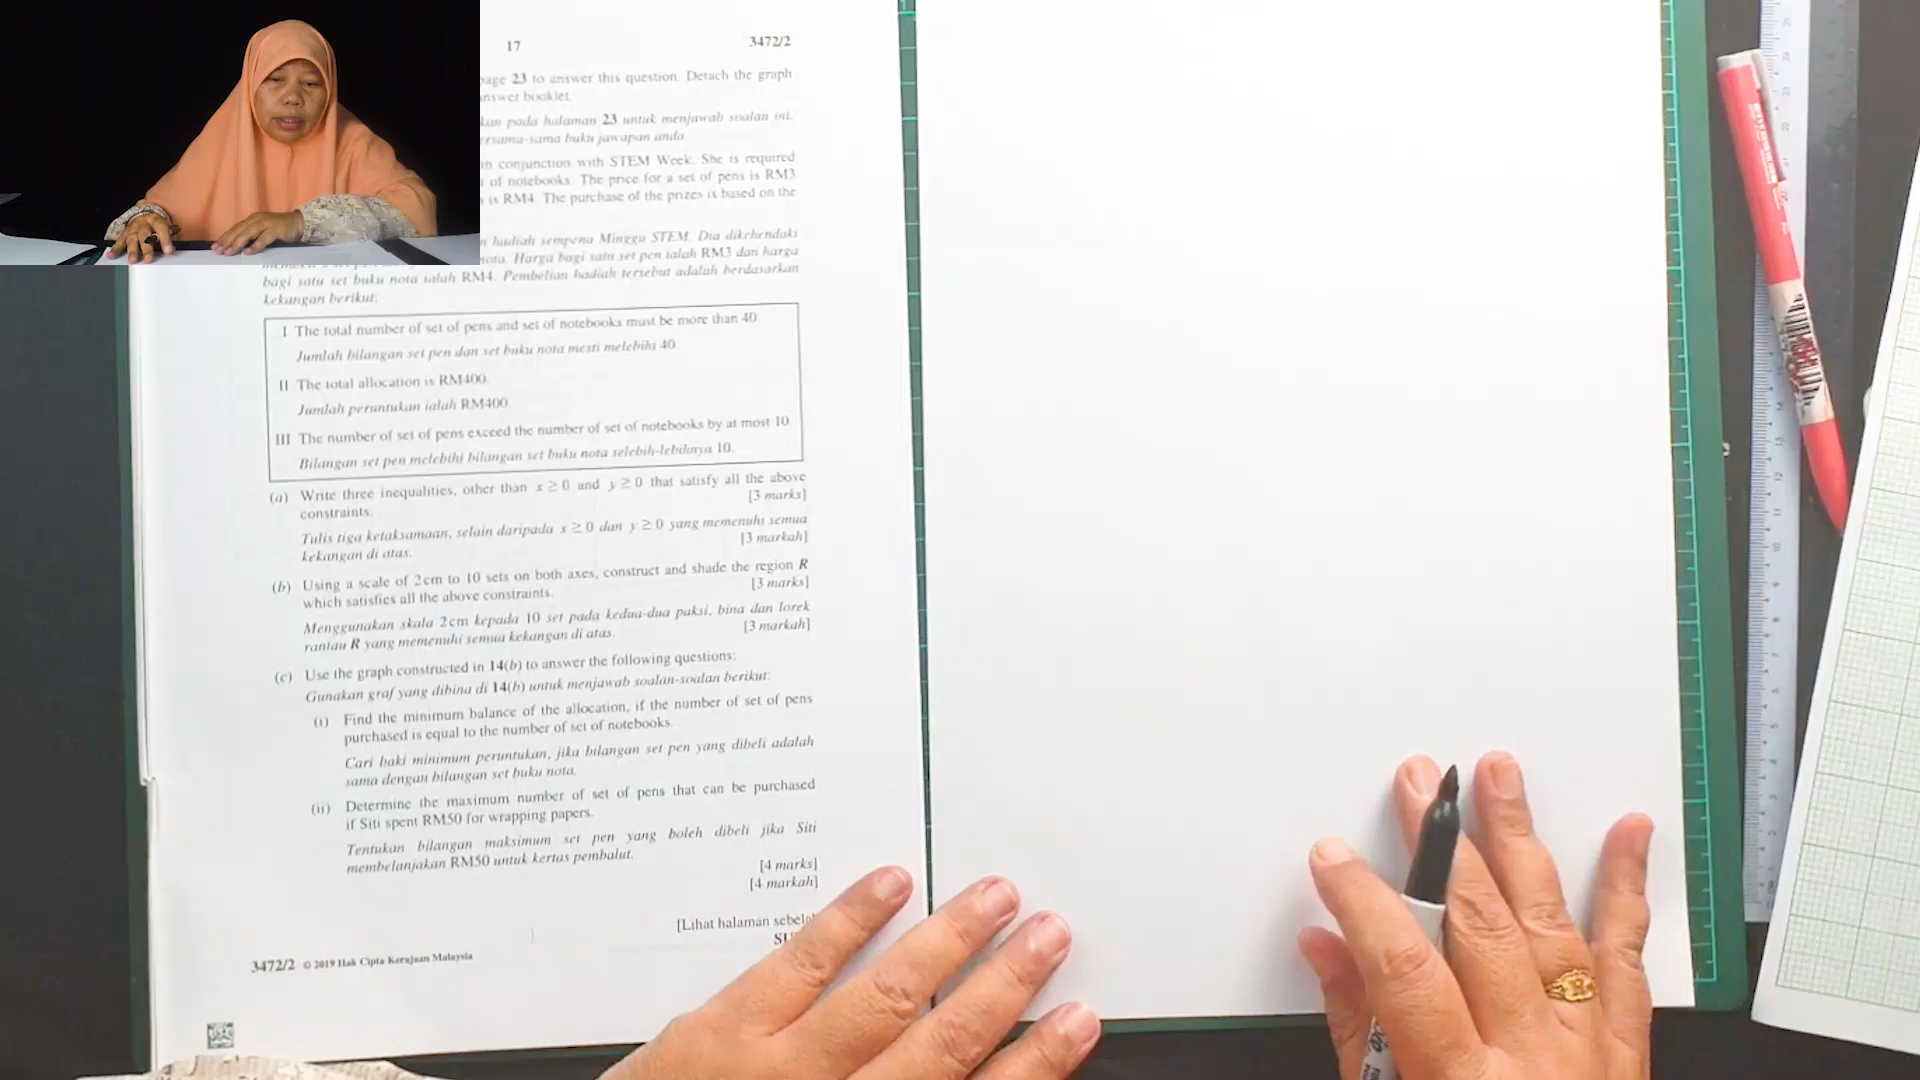 17 3472/2
page 23 to answer this question. Detach the graph
answer booklet.
pada halaman 23 untuk menjawab soalan ini.
bersama-sama buku jawapan anda
in conjunction with STEM Week. She is required
of notebooks. The price for a set of pens is RM3
is RM4. The purchase of the prizes is based on the
hadiah sempena Minggu STEM. Dia dikehendaki
nota. Harga bagi satu set pen ialah RM3 dan harga
bagi satu set buku nota ialah RM4. Pembelian hadiah tersebut adalah berdasarkan
kekangan berikut:
I The total number of set of pens and set of notebooks must be more than 40.
Jumlah bilangan set pen dan set buku nota mesti melebihi 40
II The total allocation is RM400.
Jumlah peruntukan ialah RM400.
III The number of set of pens exceed the number of set of notebooks by at most 10.
Bilangan set pen melebihi bilangan set buku nota selebih-lebihnya 10.
(a) Write three inequalities, other than x ≥ 0 and y ≥ 0 that satisfy all the above
constraints. [3 marks]
Tulis tiga ketaksamaan, selain daripada x ≥ 0 dan y ≥ 0 yang memenuhi semua
kekangan di atas. [3 markah]
(b) Using a scale of 2 cm to 10 sets on both axes, construct and shade the region R
which satisfies all the above constraints. [3 marks]
Menggunakan skala 2 cm kepada 10 set pada kedua-dua paksi, bina dan lorek
rantau R yang memenuhi semua kekangan di atas. [3 markah]
(c) Use the graph constructed in 14(b) to answer the following questions:
Gunakan graf yang dibina di 14(b) untuk menjawab soalan-soalan berikut:
(i) Find the minimum balance of the allocation, if the number of set of pens
purchased is equal to the number of set of notebooks.
Cari baki minimum peruntukan, jika bilangan set pen yang dibeli adalah
sama dengan bilangan set buku nota.
(ii) Determine the maximum number of set of pens that can be purchased
if Siti spent RM50 for wrapping papers.
Tentukan bilangan maksimum set pen yang boleh dibeli jika Siti
membelanjakan RM50 untuk kertas pembalut.
[4 marks]
[4 markah]
[Lihat halaman
3472/2 © 2019 Hak Cipta Kerajaan Malaysia